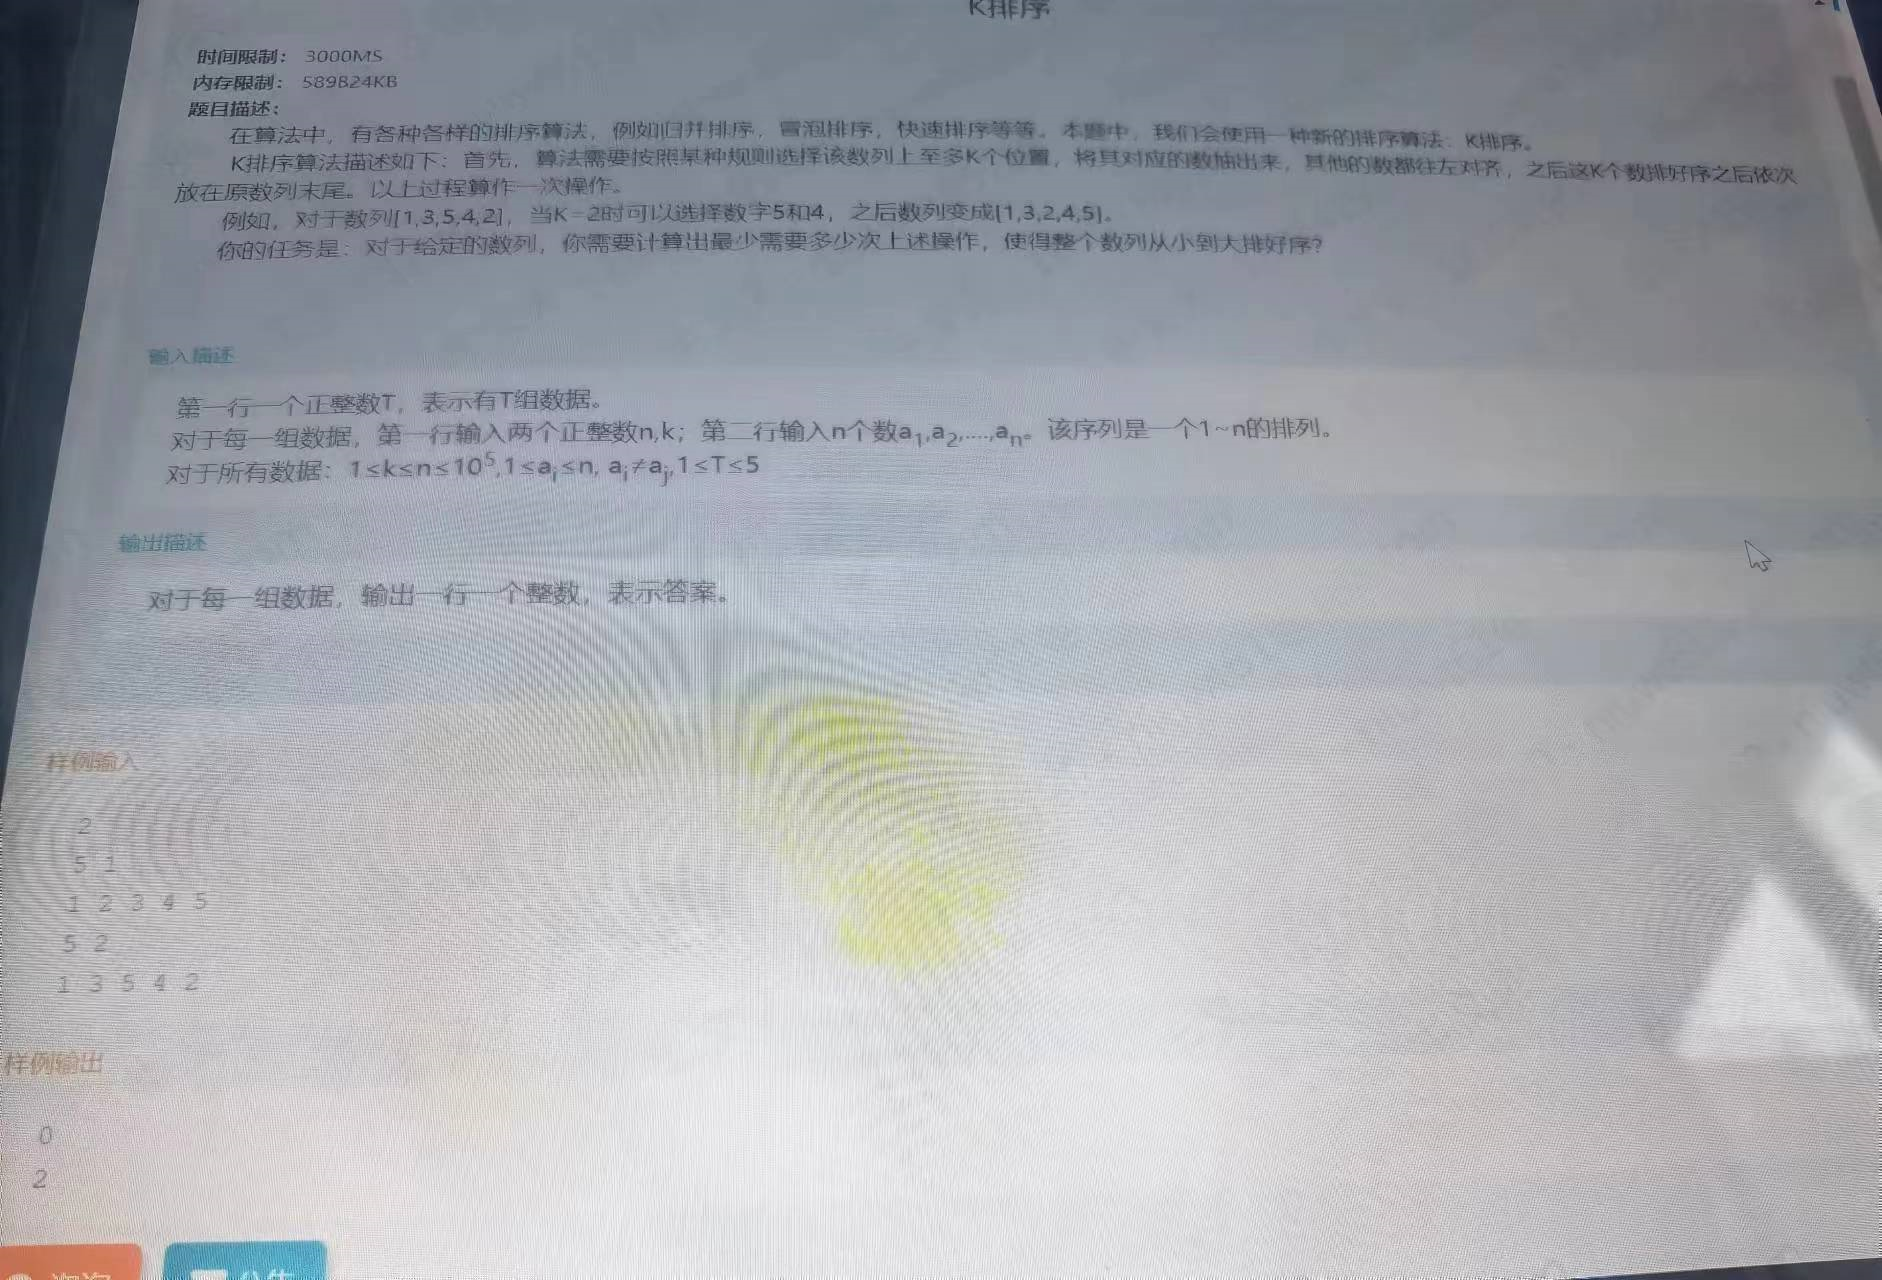 K排序
时间限制： 3000MS
内存限制： 589824KB
题目描述：
在算法中，有各种各样的排序算法，例如归并排序，冒泡排序，快速排序等等。本题中，我们会使用一种新的排序算法：K排序。
K排序算法描述如下：首先，算法需要按照某种规则选择该数列上至多K个位置，将其对应的数抽出来，其他的数都往左对齐，之后这K个数排好序之后依次
放在原数列末尾。以上过程算作一次操作。
例如，对于数列[1,3,5,4,2]，当K=2时可以选择数字5和4，之后数列变成[1,3,2,4,5]。
你的任务是：对于给定的数列，你需要计算出最少需要多少次上述操作，使得整个数列从小到大排好序？
输入描述
第一行一个正整数T，表示有T组数据。
对于每一组数据，第一行输入两个正整数n,k；第二行输入n个数a1,a2,....,an。该序列是一个1~n的排列。
对于所有数据：1≤k≤n≤10^5,1≤ai≤n, ai≠aj,1≤T≤5
输出描述
对于每一组数据，输出一行一个整数，表示答案。
样例输入
2
5 1
1 2 3 4 5
5 2
1 3 5 4 2
样例输出
0
2